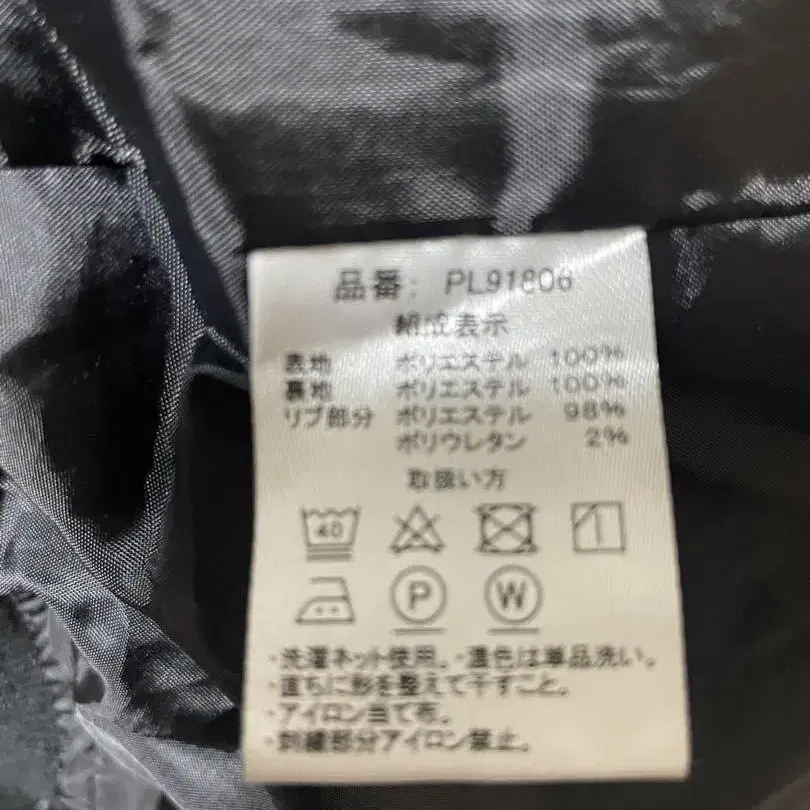 品番: PL91806
組成表示
表地 ポリエステル 100%
裏地 ポリエステル 100%
リブ部分 ポリエステル 98%
ポリウレタン 2%
取扱い方
40
P W
・洗濯ネット使用。・濃色は単品洗い。
・直ちに形を整えて干すこと。
・アイロン当て布。
・刺繍部分アイロン禁止。